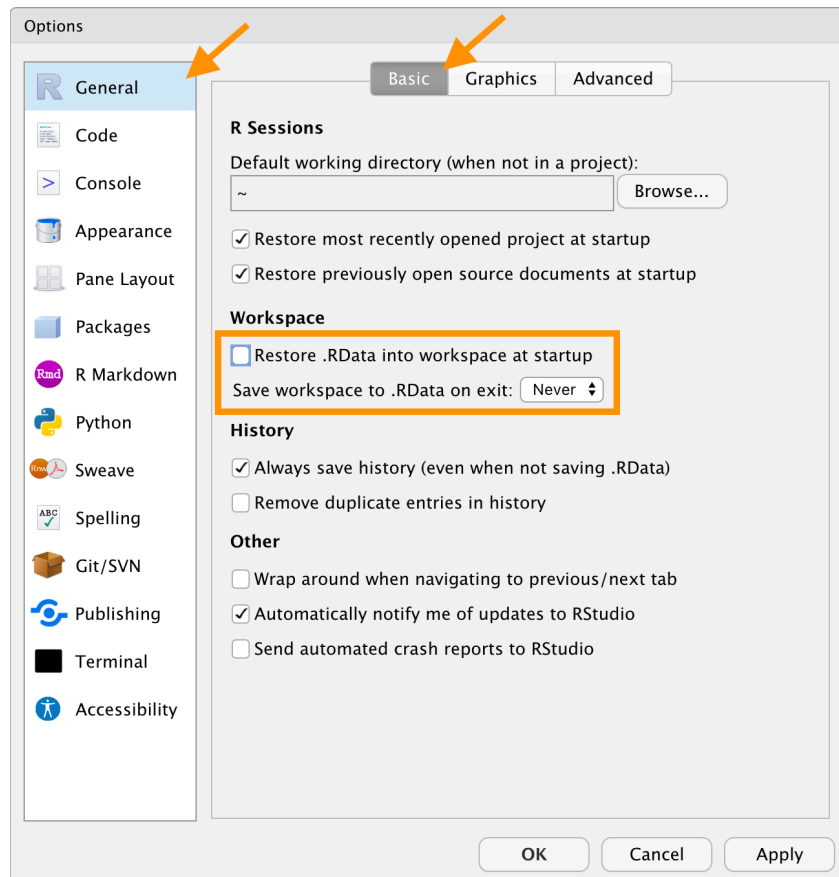 Options
General
Code
Console
Appearance
Pane Layout
Packages
Rmd R Markdown
Python
Rnw Sweave
ABC Spelling
Git/SVN
Publishing
Terminal
Accessibility
Basic Graphics Advanced
R Sessions
Default working directory (when not in a project):
~ Browse...
Restore most recently opened project at startup
Restore previously open source documents at startup
Workspace
Restore .RData into workspace at startup
Save workspace to .RData on exit: Never
History
Always save history (even when not saving .RData)
Remove duplicate entries in history
Other
Wrap around when navigating to previous/next tab
Automatically notify me of updates to RStudio
Send automated crash reports to RStudio
OK Cancel Apply